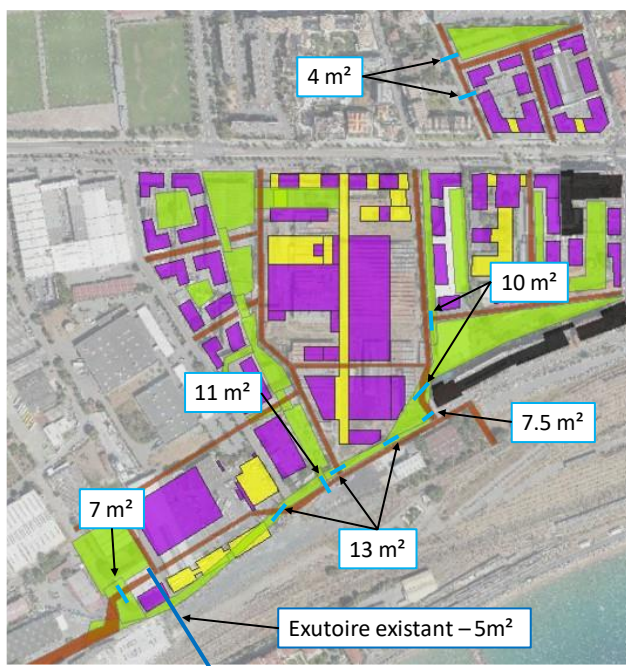 4 m²
10 m²
11 m²
7.5 m²
7 m²
13 m²
Exutoire existant – 5m²